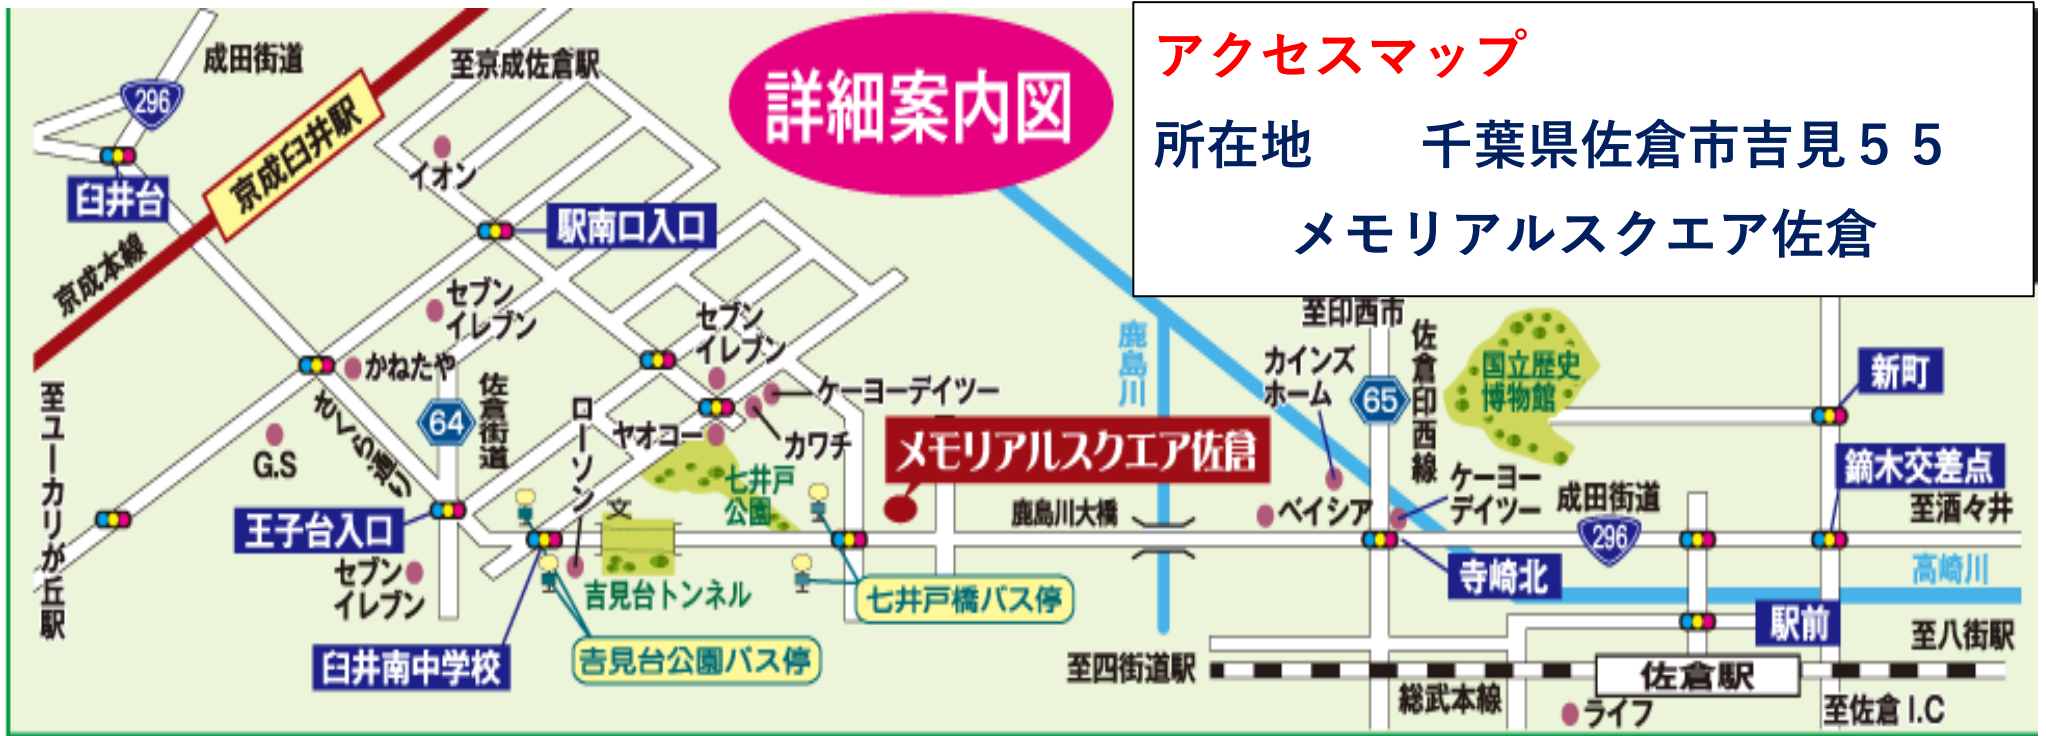 アクセスマップ
所在地　　千葉県佐倉市吉見５５
メモリアルスクエア佐倉
詳細案内図
成田街道
296
至京成佐倉駅
京成臼井駅
臼井台
京成本線
イオン
駅南口入口
セブン
イレブン
セブン
イレブン
かねたや
さくら通り
64
佐倉街道
至ユーカリが丘駅
G.S
ローソン
ヤオコー
ケーヨーデイツー
カワチ
メモリアルスクエア佐倉
七井戸
公園
王子台入口
セブン
イレブン
文
吉見台トンネル
七井戸橋バス停
吉見台公園バス停
臼井南中学校
鹿島川大橋
鹿島川
至印西市
カインズ
ホーム
65
佐倉印西線
国立歴史
博物館
新町
鏑木交差点
ケーヨー
デイツー
ベイシア
成田街道
296
至酒々井
寺崎北
高崎川
駅前
至八街駅
至四街道駅
佐倉駅
総武本線
ライフ
至佐倉I.C